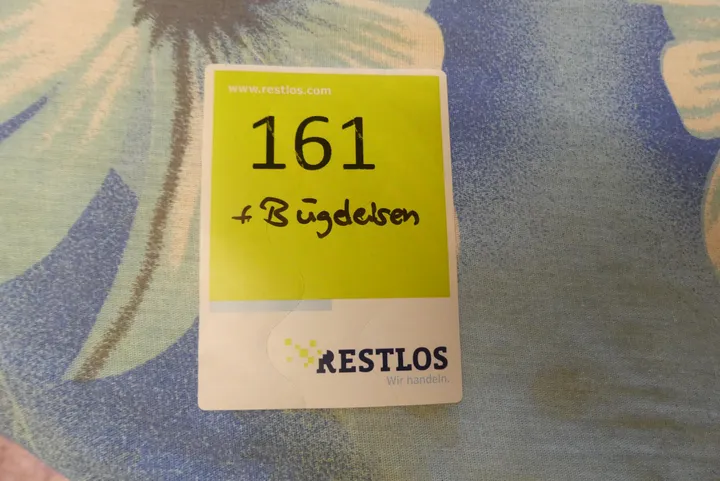 www.restlos.com
161
+ Bügeleisen
RESTLOS
Wir handeln.